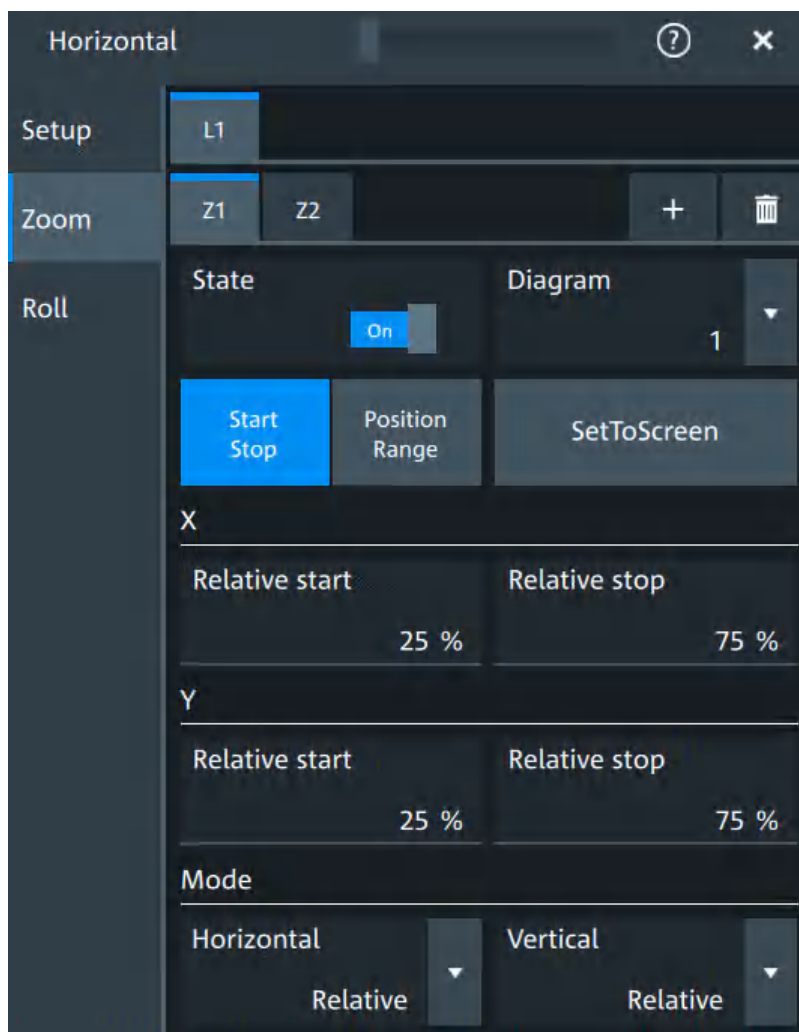 Horizontal ?
Setup
L1
Zoom
Z1 Z2 +
Roll
State Diagram
On 1
Start
Stop
Position
Range
SetToScreen
X
Relative start Relative stop
25 % 75 %
Y
Relative start Relative stop
25 % 75 %
Mode
Horizontal Vertical
Relative Relative